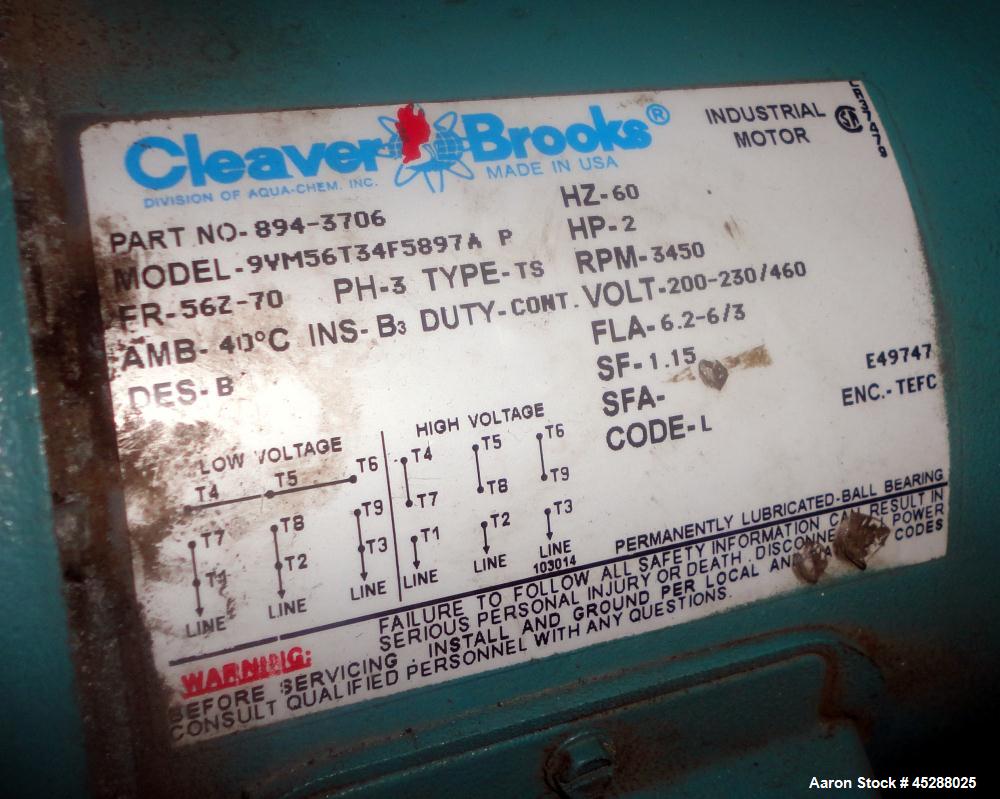 Cleaver Brooks®
DIVISION OF AQUA-CHEM. INC.
MADE IN USA
INDUSTRIAL
MOTOR
LR37479
PART NO-894-3706
MODEL-9VM56T34F5897A P
FR-56Z-70 PH-3 TYPE-TS
AMB-40°C INS-B3 DUTY-CONT.
DES-B
HZ-60
HP-2
RPM-3450
VOLT-200-230/460
FLA-6.2-6/3
SF-1.15
SFA-
CODE-L
E49747
ENC.-TEFC
LOW VOLTAGE
T4 T5 T6
T7 T8 T9
T1 T2 T3
LINE LINE LINE
HIGH VOLTAGE
T4 T5 T6
T7 T8 T9
T1 T2 T3
LINE LINE LINE
103014
PERMANENTLY LUBRICATED-BALL BEARING
WARNING:
FAILURE TO FOLLOW ALL SAFETY INFORMATION CAN RESULT IN
SERIOUS PERSONAL INJURY OR DEATH. DISCONNECT POWER
BEFORE SERVICING. INSTALL AND GROUND PER LOCAL AND CODES
CONSULT QUALIFIED PERSONNEL WITH ANY QUESTIONS.
Aaron Stock # 45288025